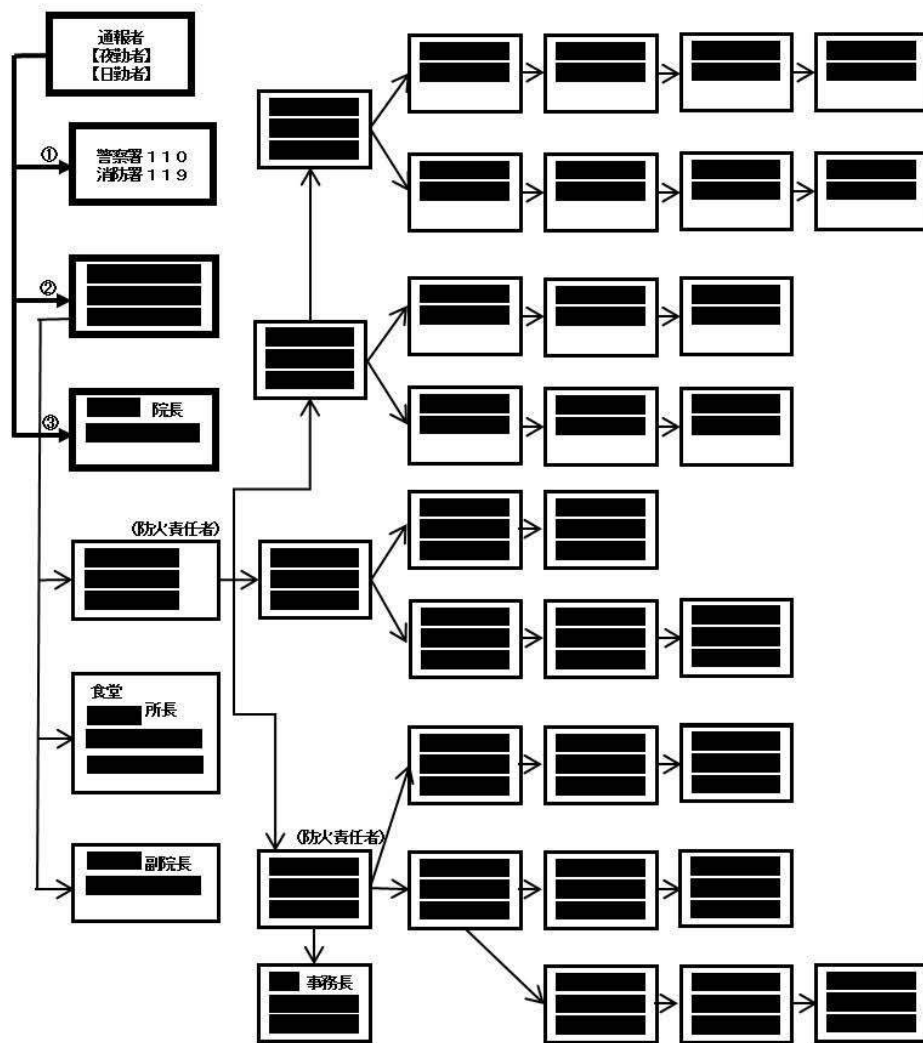 通報者
【夜勤者】
【日勤者】
①
警察署110
消防署119
②
③
院長
(防火責任者)
食堂
所長
(防火責任者)
副院長
事務長